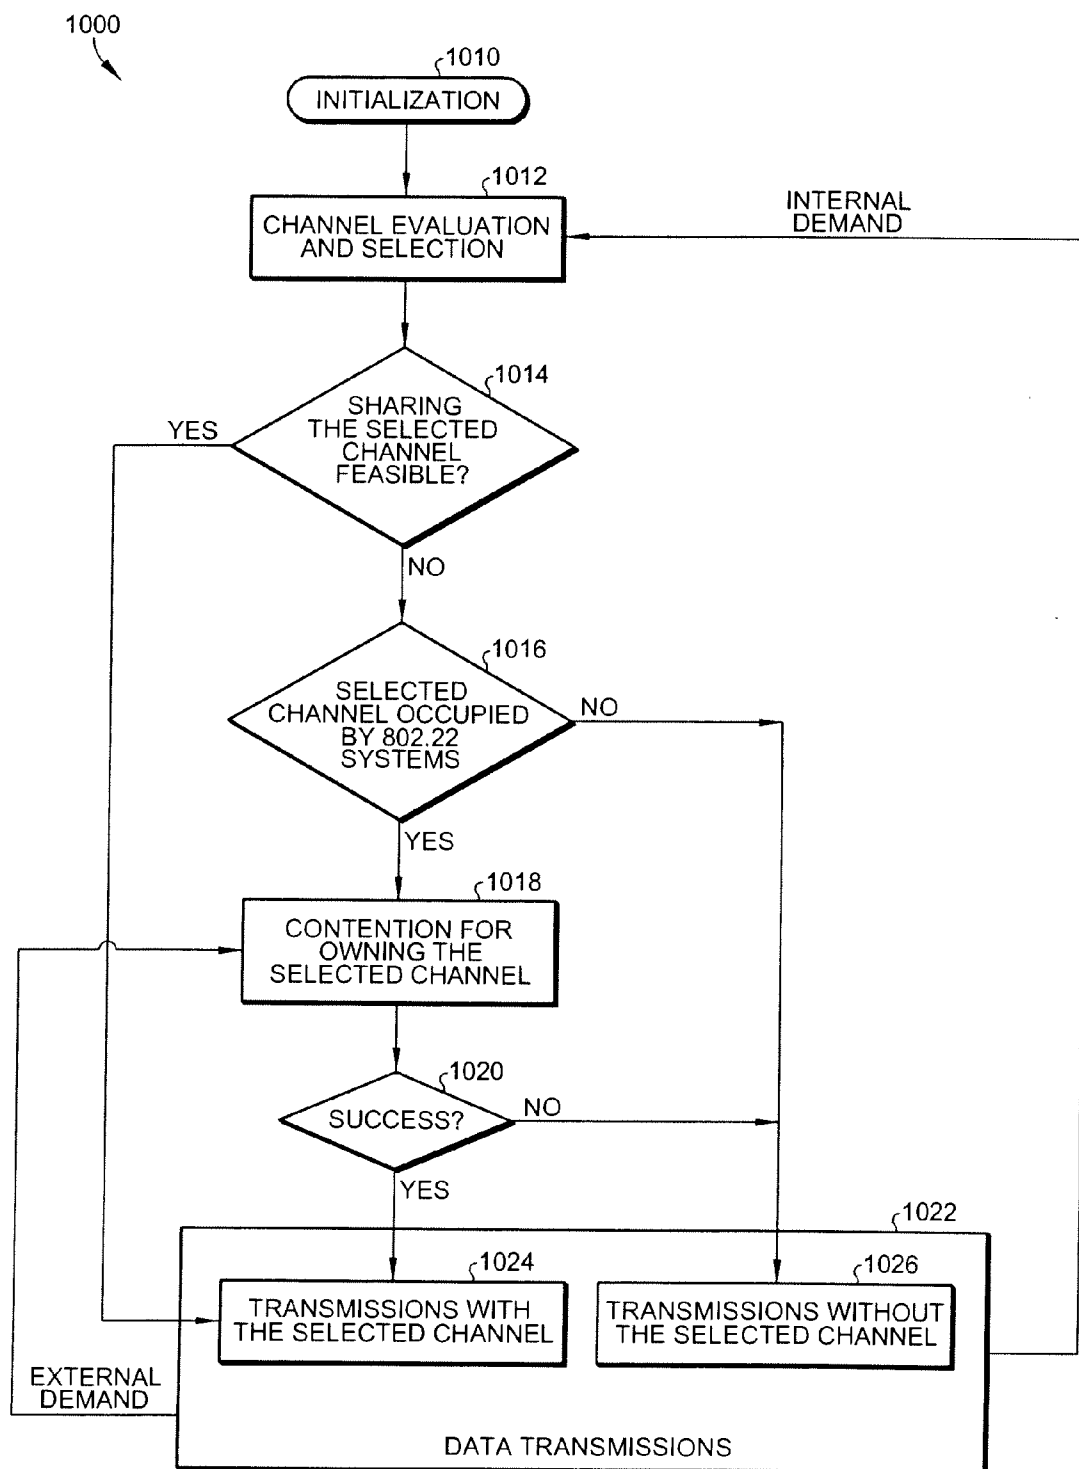 1000
1010
INITIALIZATION
1012
CHANNEL EVALUATION
AND SELECTION
INTERNAL
DEMAND
1014
SHARING
THE SELECTED
CHANNEL
FEASIBLE?
YES
NO
1016
SELECTED
CHANNEL OCCUPIED
BY 802.22
SYSTEMS
NO
YES
1018
CONTENTION FOR
OWNING THE
SELECTED CHANNEL
1020
SUCCESS?
NO
YES
1022
1024
TRANSMISSIONS WITH
THE SELECTED CHANNEL
1026
TRANSMISSIONS WITHOUT
THE SELECTED CHANNEL
EXTERNAL
DEMAND
DATA TRANSMISSIONS